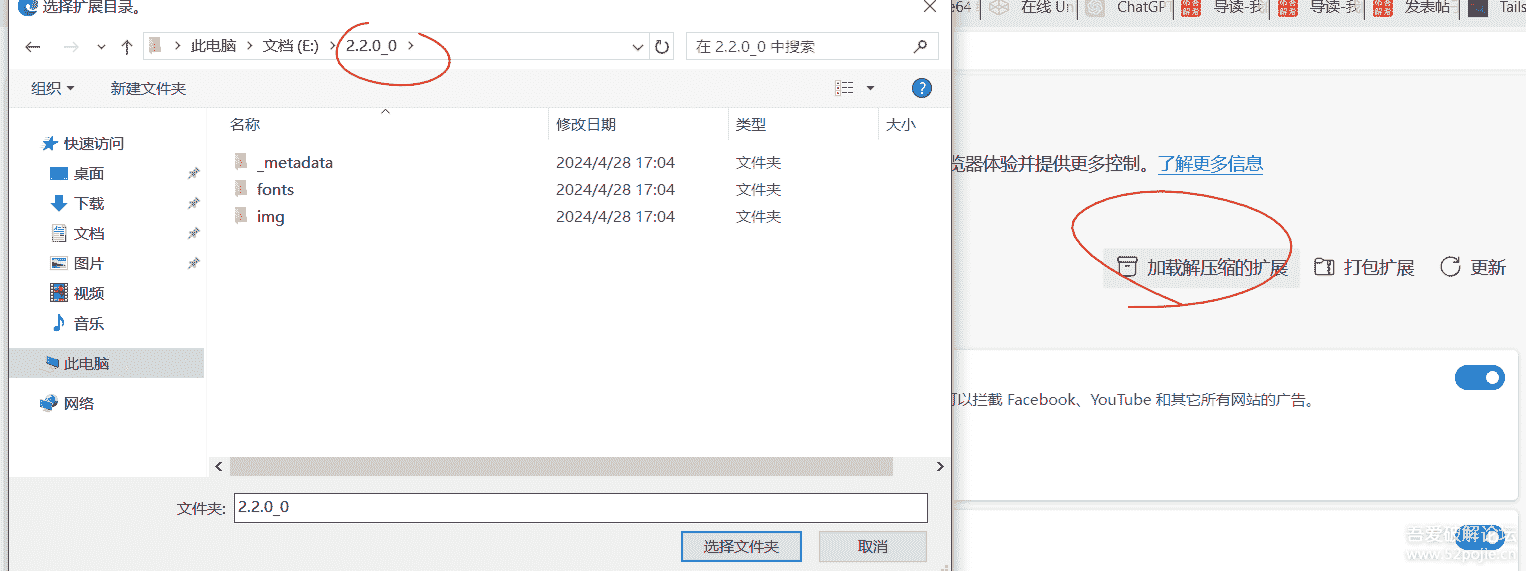 选择扩展目录。
此电脑 > 文档 (E:) > 2.2.0_0 >
在 2.2.0_0 中搜索
组织
新建文件夹
名称
修改日期
类型
大小
快速访问
桌面
下载
文档
图片
视频
音乐
此电脑
网络
_metadata 2024/4/28 17:04 文件夹
fonts 2024/4/28 17:04 文件夹
img 2024/4/28 17:04 文件夹
文件夹: 2.2.0_0
选择文件夹
取消
e64
在线 Un
ChatGPT
导读-我
导读-我
发表帖
Tails
览器体验并提供更多控制。了解更多信息
加载解压缩的扩展
打包扩展
更新
可以拦截 Facebook、YouTube 和其它所有网站的广告。
吾爱破解论坛
www.52pojie.cn